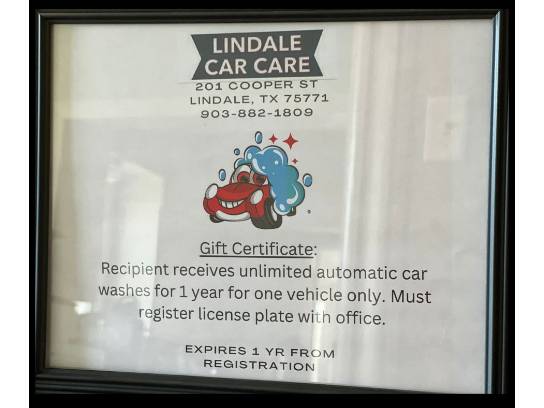 LINDALE
CAR CARE
201 COOPER ST
LINDALE, TX 75771
903-882-1809
Gift Certificate:
Recipient receives unlimited automatic car
washes for 1 year for one vehicle only. Must
register license plate with office.
EXPIRES 1 YR FROM
REGISTRATION